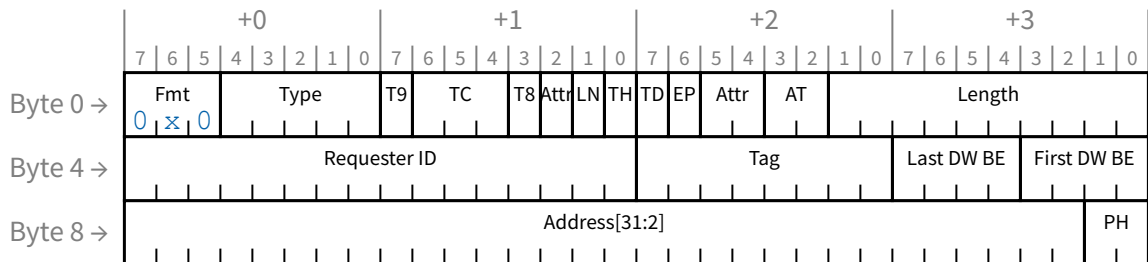 +0 +1 +2 +3
7 6 5 4 3 2 1 0 7 6 5 4 3 2 1 0 7 6 5 4 3 2 1 0 7 6 5 4 3 2 1 0
Byte 0 → Fmt Type T9 TC T8 Attr LN TH TD EP Attr AT Length
0 x 0
Byte 4 → Requester ID Tag Last DW BE First DW BE
Byte 8 → Address[31:2] PH